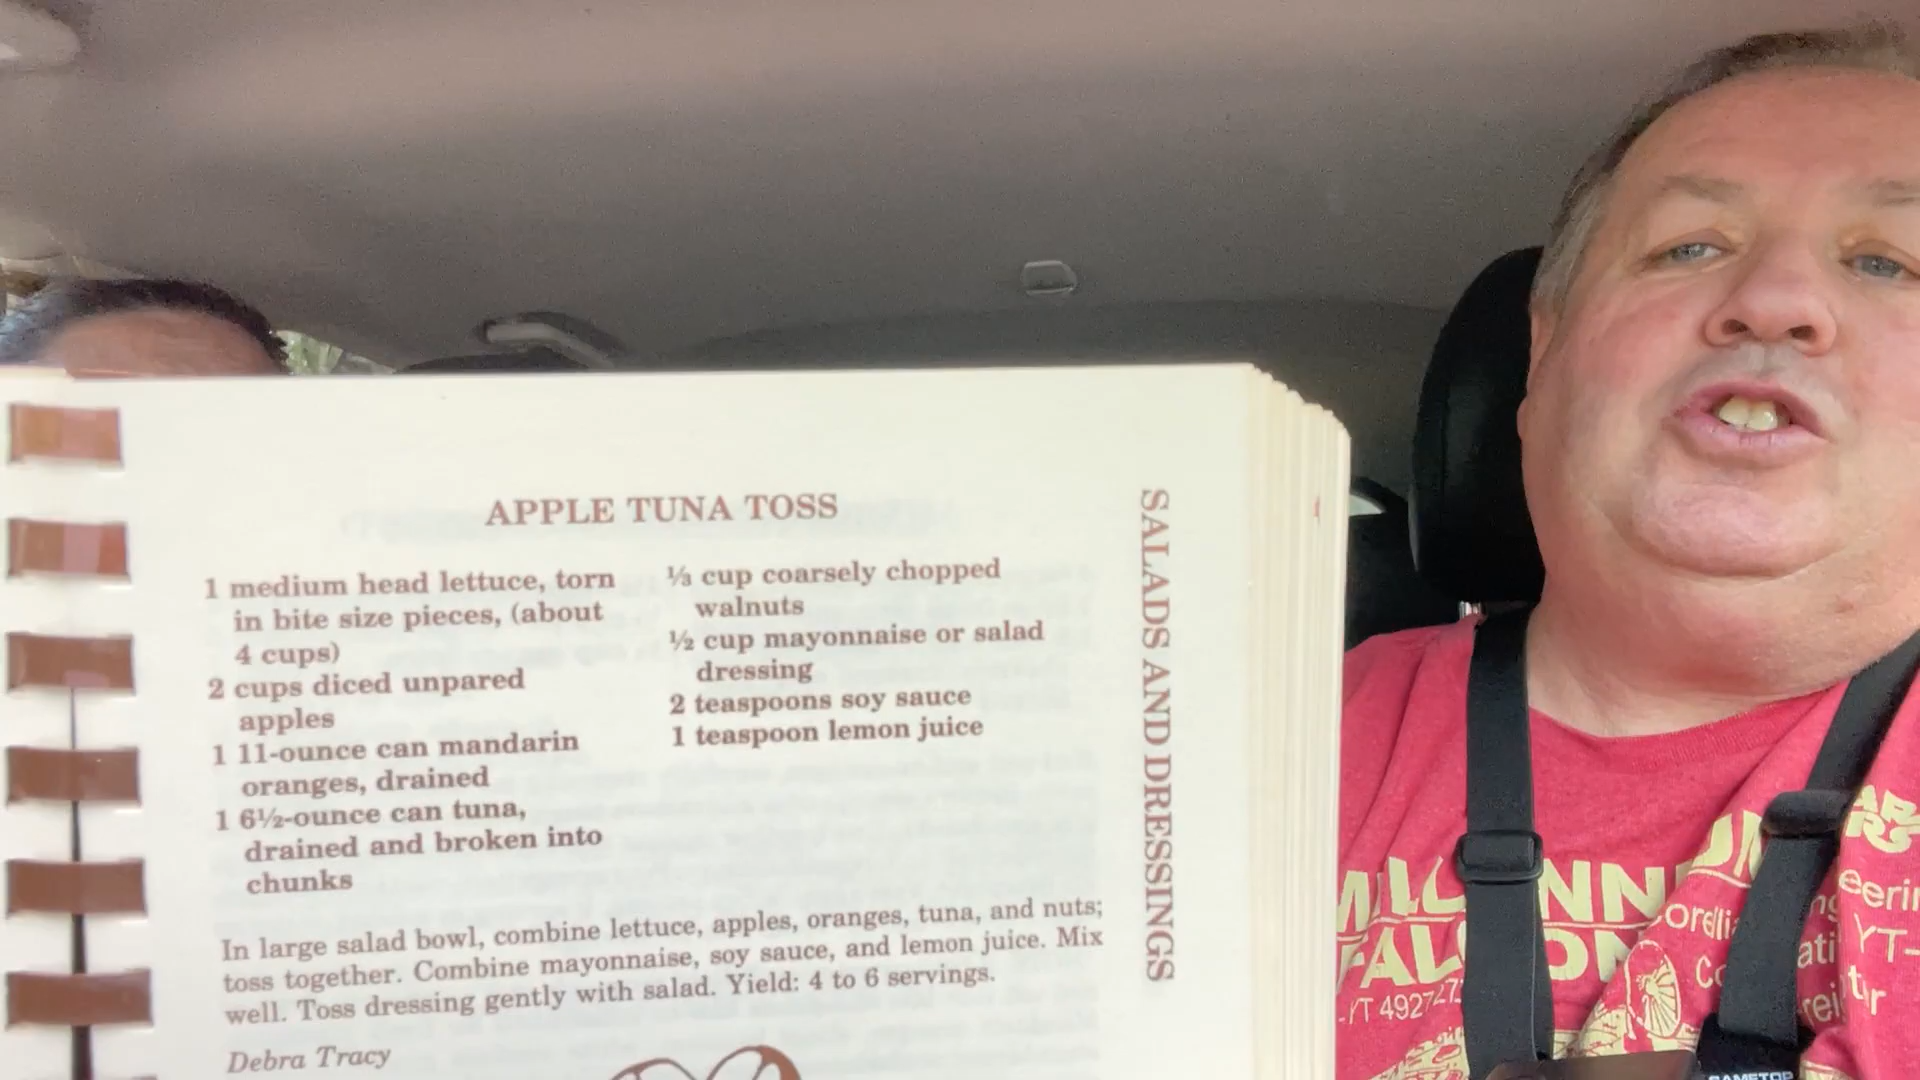 APPLE TUNA TOSS
1 medium head lettuce, torn
in bite size pieces, (about
4 cups)
2 cups diced unpared
apples
1 11-ounce can mandarin
oranges, drained
1 6½-ounce can tuna,
drained and broken into
chunks
⅓ cup coarsely chopped
walnuts
½ cup mayonnaise or salad
dressing
2 teaspoons soy sauce
1 teaspoon lemon juice
In large salad bowl, combine lettuce, apples, oranges, tuna, and nuts;
toss together. Combine mayonnaise, soy sauce, and lemon juice. Mix
well. Toss dressing gently with salad. Yield: 4 to 6 servings.
Debra Tracy
SALADS AND DRESSINGS
YT-